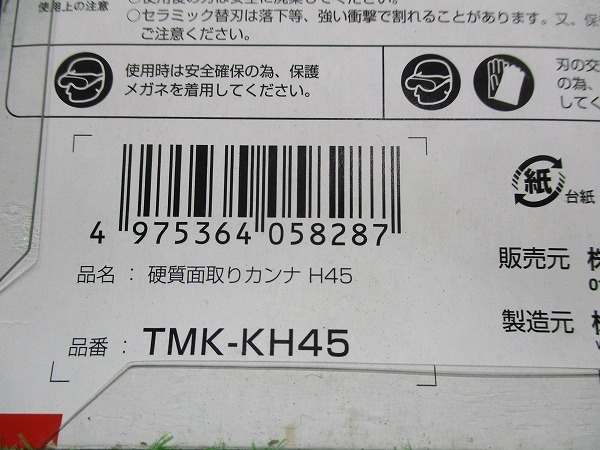 使用上の注意
○セラミック替刃は落下等、強い衝撃で割れることがあります。又、保
ご注意ください。
使用時は安全確保の為、保護
メガネを着用してください。
刃の交
の為、
してく
4 975364 058287
品名 : 硬質面取りカンナ H45
品番 : TMK-KH45
紙
台紙
販売元 株
製造元